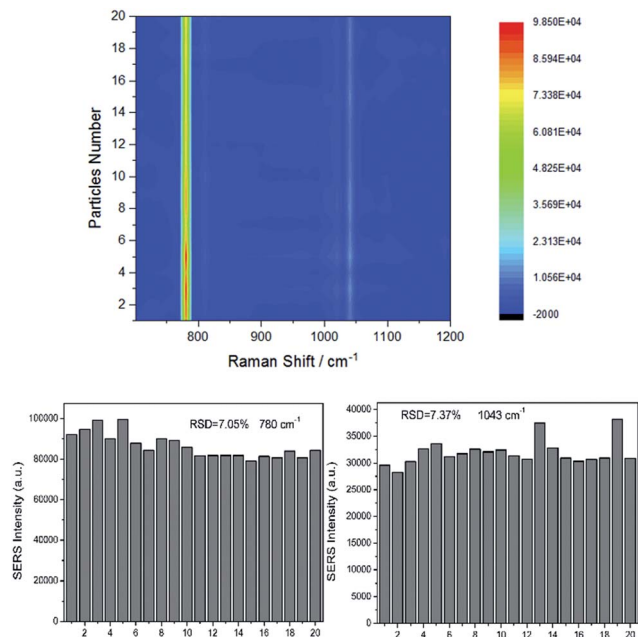 20
18
16
14
12
10
8
6
4
2
Particles Number
800
900
1000
1100
1200
Raman Shift / cm⁻¹
9.850E+04
8.594E+04
7.338E+04
6.081E+04
4.825E+04
3.569E+04
2.313E+04
1.056E+04
-2000
100000
80000
60000
40000
20000
0
SERS Intensity (a.u.)
RSD=7.05% 780 cm⁻¹
2 4 6 8 10 12 14 16 18 20
40000
35000
30000
25000
20000
15000
10000
5000
0
SERS Intensity (a.u.)
RSD=7.37% 1043 cm⁻¹
2 4 6 8 10 12 14 16 18 20